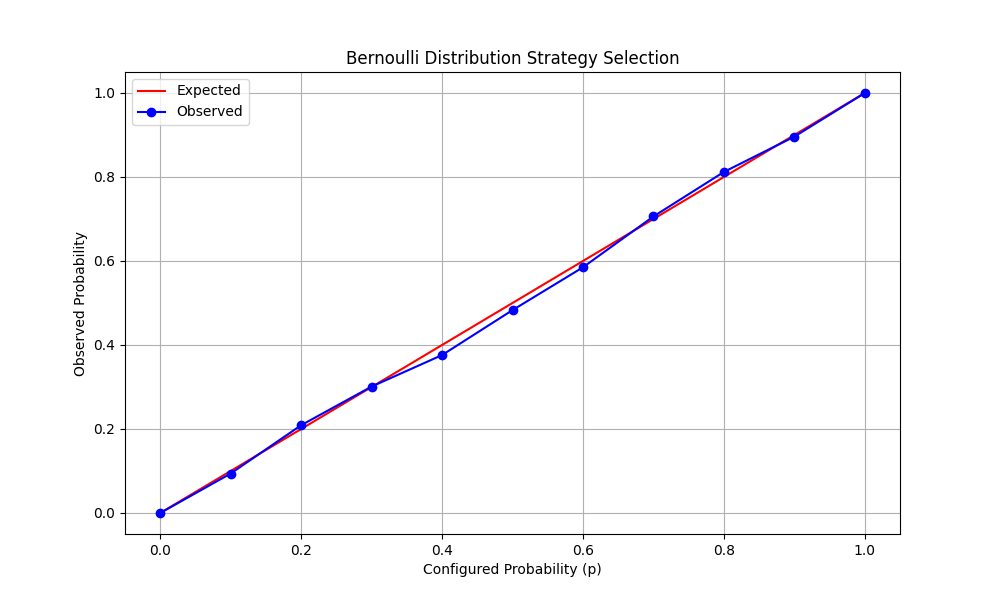 Bernoulli Distribution Strategy Selection
Expected
Observed
1.0
0.8
0.6
0.4
0.2
0.0
Observed Probability
0.0 0.2 0.4 0.6 0.8 1.0
Configured Probability (p)